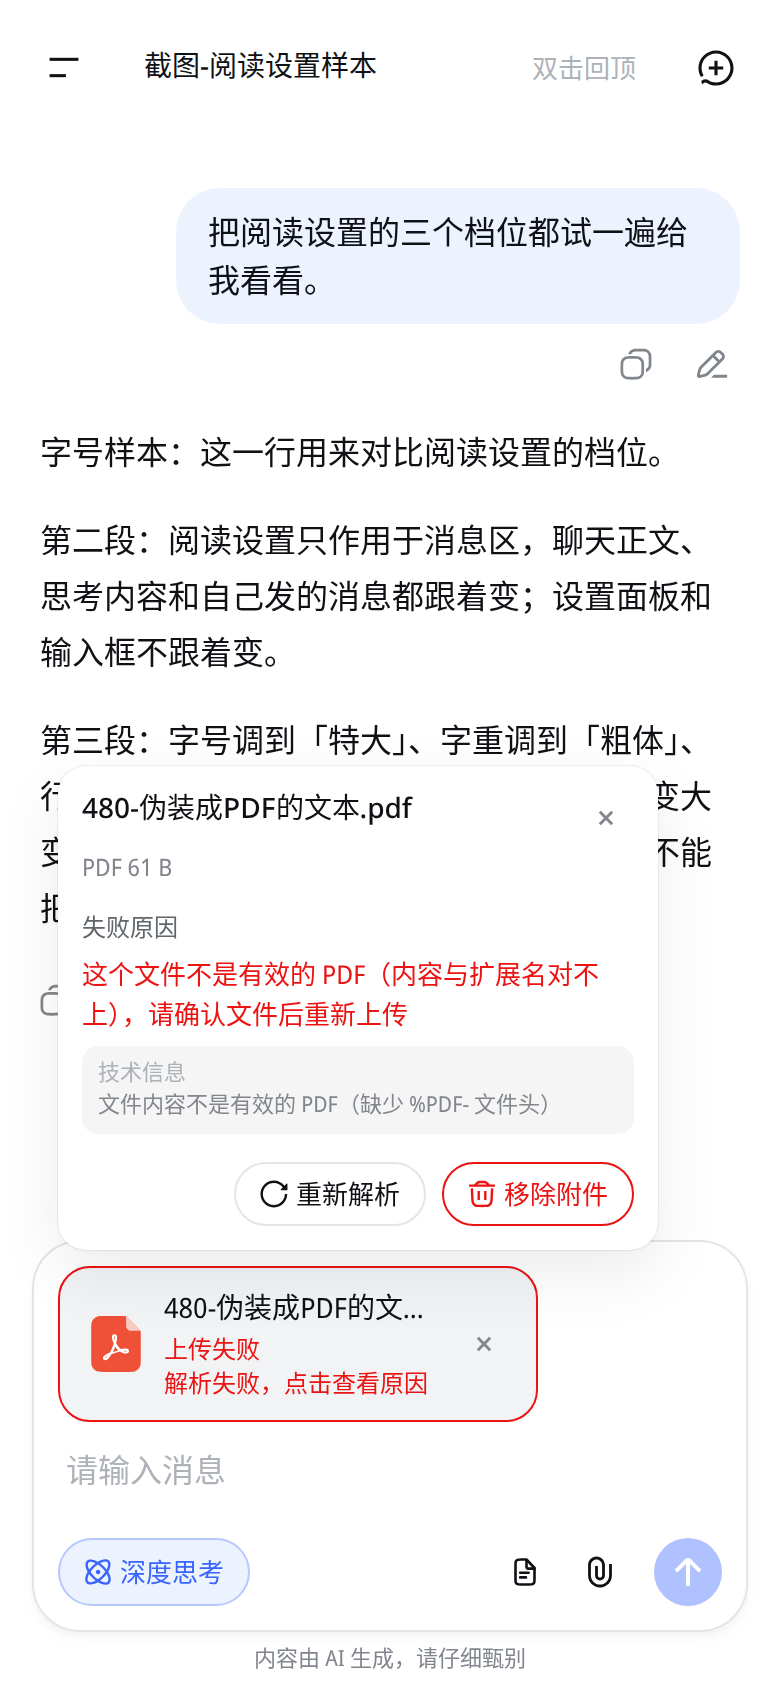 截图-阅读设置样本
双击回顶
把阅读设置的三个档位都试一遍给
我看看。
字号样本：这一行用来对比阅读设置的档位。
第二段：阅读设置只作用于消息区，聊天正文、
思考内容和自己发的消息都跟着变；设置面板和
输入框不跟着变。
第三段：字号调到「特大」、字重调到「粗体」、
变大
不能
480-伪装成PDF的文本.pdf
PDF 61 B
失败原因
这个文件不是有效的 PDF（内容与扩展名对不
上），请确认文件后重新上传
技术信息
文件内容不是有效的 PDF（缺少 %PDF- 文件头）
重新解析
移除附件
480-伪装成PDF的文...
上传失败
解析失败，点击查看原因
请输入消息
深度思考
内容由 AI 生成，请仔细甄别